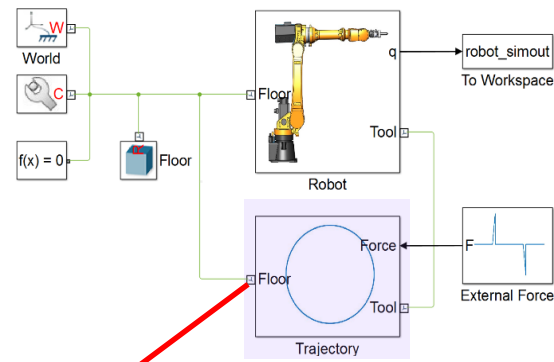 W
World
C
f(x) = 0
Floor
Floor
q
Tool
Robot
robot_simout
To Workspace
Force
Floor
Tool
Trajectory
F
External Force